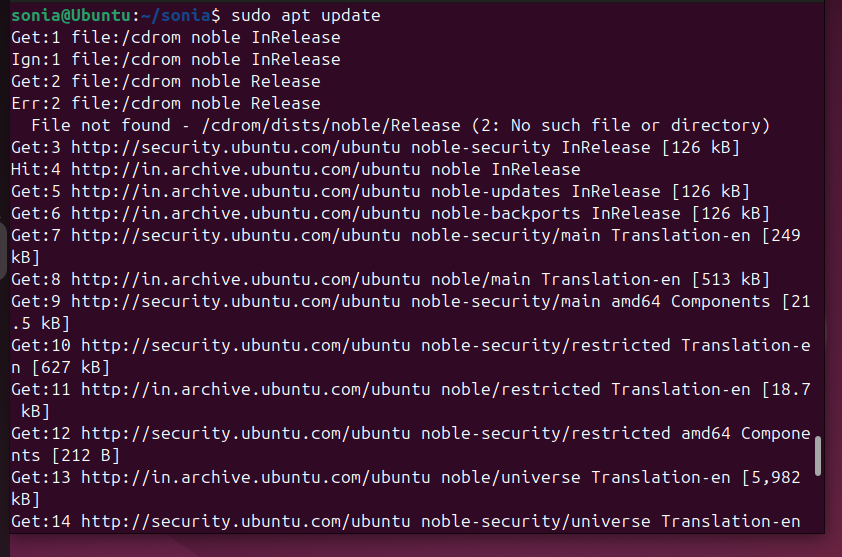 sonia@Ubuntu:~/sonia$ sudo apt update
Get:1 file:/cdrom noble InRelease
Ign:1 file:/cdrom noble InRelease
Get:2 file:/cdrom noble Release
Err:2 file:/cdrom noble Release
  File not found - /cdrom/dists/noble/Release (2: No such file or directory)
Get:3 http://security.ubuntu.com/ubuntu noble-security InRelease [126 kB]
Hit:4 http://in.archive.ubuntu.com/ubuntu noble InRelease
Get:5 http://in.archive.ubuntu.com/ubuntu noble-updates InRelease [126 kB]
Get:6 http://in.archive.ubuntu.com/ubuntu noble-backports InRelease [126 kB]
Get:7 http://security.ubuntu.com/ubuntu noble-security/main Translation-en [249
kB]
Get:8 http://in.archive.ubuntu.com/ubuntu noble/main Translation-en [513 kB]
Get:9 http://security.ubuntu.com/ubuntu noble-security/main amd64 Components [21
.5 kB]
Get:10 http://security.ubuntu.com/ubuntu noble-security/restricted Translation-e
n [627 kB]
Get:11 http://in.archive.ubuntu.com/ubuntu noble/restricted Translation-en [18.7
 kB]
Get:12 http://security.ubuntu.com/ubuntu noble-security/restricted amd64 Compone
nts [212 B]
Get:13 http://in.archive.ubuntu.com/ubuntu noble/universe Translation-en [5,982
kB]
Get:14 http://security.ubuntu.com/ubuntu noble-security/universe Translation-en